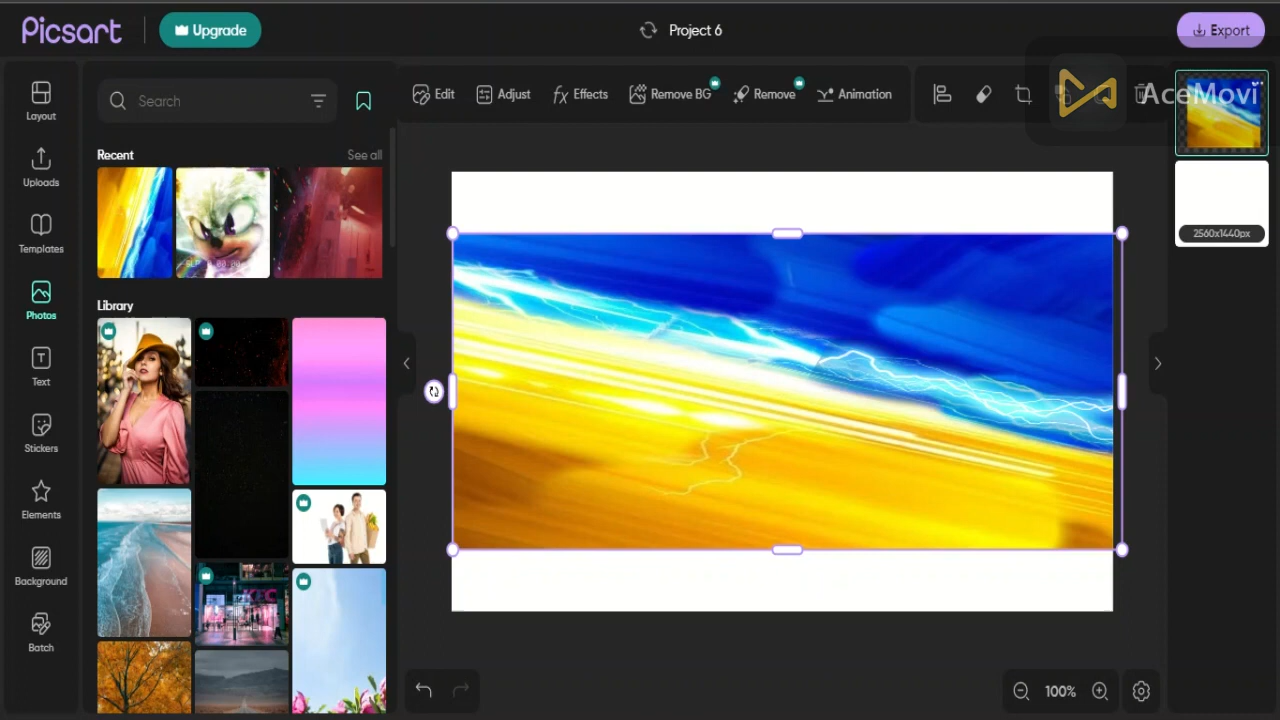 Picsart
Upgrade
Project 6
Export
AceMovi
Layout
Uploads
Templates
Photos
Text
Stickers
Elements
Background
Batch
Search
Recent
See all
Library
KFC
Edit
Adjust
Effects
Remove BG
Remove
Animation
2560x1440px
100%